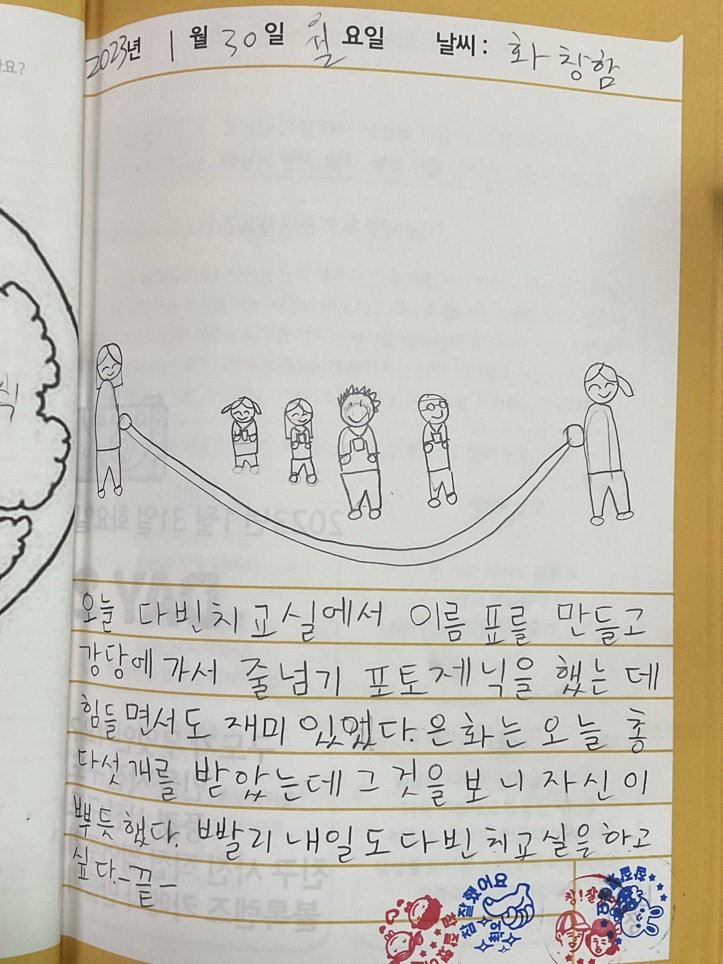 2023년 1월 30일 월요일 날씨: 화창함
오늘 다빈치교실에서 이름 표를 만들고
강당에 가서 줄넘기 포토제닉을 했는데
힘들면서도 재미있었다. 은화는 오늘 총
다섯개를 받았는데 그것을 보니 자신이
뿌듯했다. 빨리 내일도 다빈치교실을 하고
싶다. -끝-
참 잘했어요